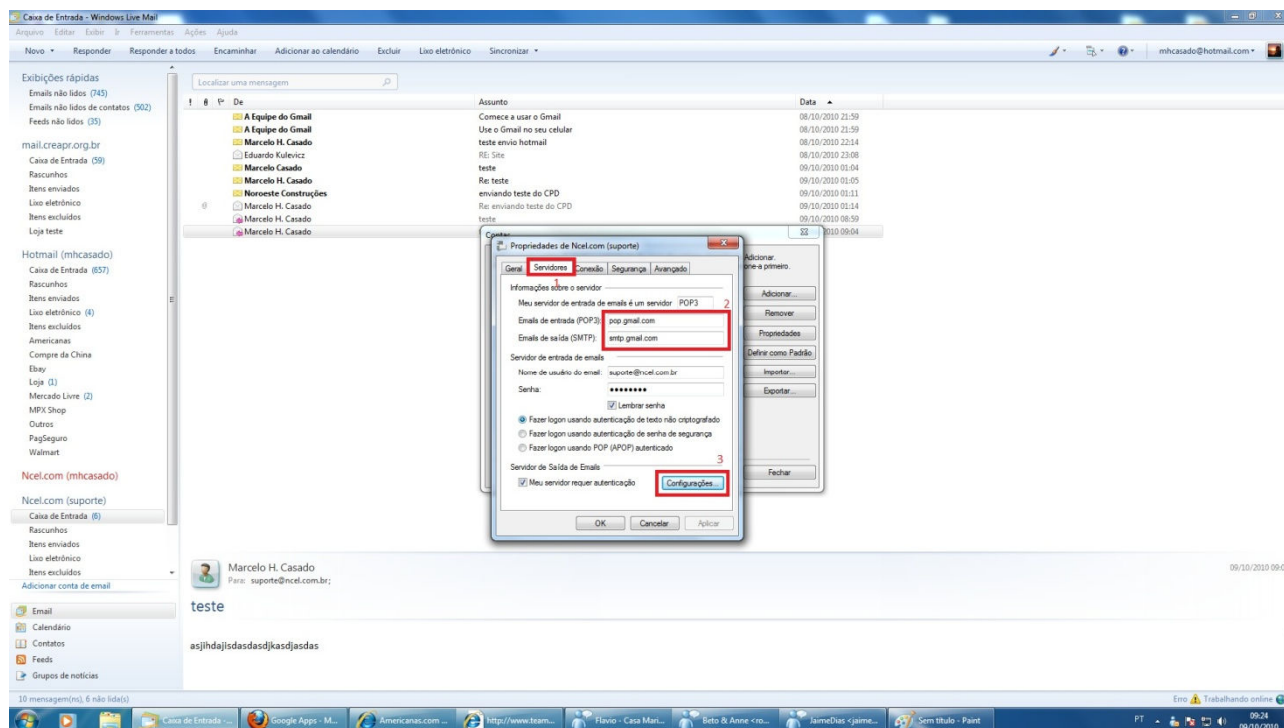 Caixa de Entrada - Windows Live Mail
Arquivo Editar Exibir Ir Ferramentas Ações Ajuda
Novo Responder Responder a todos Encaminhar Adicionar ao calendário Excluir Lixo eletrônico Sincronizar mhcasado@hotmail.com
Exibições rápidas
Emails não lidos (745)
Emails não lidos de contatos (502)
Feeds não lidos (35)
mail.creapr.org.br
Caixa de Entrada (59)
Rascunhos
Itens enviados
Lixo eletrônico
Itens excluídos
Loja teste
Hotmail (mhcasado)
Caixa de Entrada (657)
Rascunhos
Itens enviados
Lixo eletrônico (4)
Itens excluídos
Americanas
Compre da China
Ebay
Loja (1)
Mercado Livre (2)
MPX Shop
Outros
PagSeguro
Walmart
Ncel.com (mhcasado)
Ncel.com (suporte)
Caixa de Entrada (6)
Rascunhos
Itens enviados
Lixo eletrônico
Itens excluídos
Adicionar conta de email
Email
Calendário
Contatos
Feeds
Grupos de notícias
Localizar uma mensagem
! De Assunto Data
A Equipe do Gmail Comece a usar o Gmail 08/10/2010 21:59
A Equipe do Gmail Use o Gmail no seu celular 08/10/2010 21:59
Marcelo H. Casado teste envio hotmail 08/10/2010 22:14
Eduardo Kulevicz RE: Site 08/10/2010 23:08
Marcelo Casado teste 09/10/2010 01:04
Marcelo H. Casado Re: teste 09/10/2010 01:05
Noroeste Construções enviando teste do CPD 09/10/2010 01:11
Marcelo H. Casado Re: enviando teste do CPD 09/10/2010 01:14
Marcelo H. Casado teste 09/10/2010 08:59
Marcelo H. Casado 2010 09:04
Contas
Adicionar.
one-a primeiro.
Adicionar...
Remover
Propriedades
Definir como Padrão
Importar...
Exportar...
Fechar
Propriedades de Ncel.com (suporte)
Geral Servidores Conexão Segurança Avançado
1
Informações sobre o servidor
Meu servidor de entrada de emails é um servidor POP3 2
Emails de entrada (POP3): pop.gmail.com
Emails de saída (SMTP): smtp.gmail.com
Servidor de entrada de emails
Nome de usuário do email: suporte@ncel.com.br
Senha: ●●●●●●●●
Lembrar senha
Fazer logon usando autenticação de texto não criptografado
Fazer logon usando autenticação de senha de segurança
Fazer logon usando POP (APOP) autenticado
3
Servidor de Saída de Emails
Meu servidor requer autenticação Configurações...
OK Cancelar Aplicar
Marcelo H. Casado 09/10/2010 09:0
Para: suporte@ncel.com.br;
teste
asjihdajisdasdasdjkasdjasdas
10 mensagem(ns), 6 não lida(s) Erro Trabalhando online
Caixa de Entrada -... Google Apps - M... Americanas.com ... http://www.team... Flavio - Casa Mari... Beto & Anne <ro... JaimeDias <jaime... Sem título - Paint PT 09:24
09/10/2010